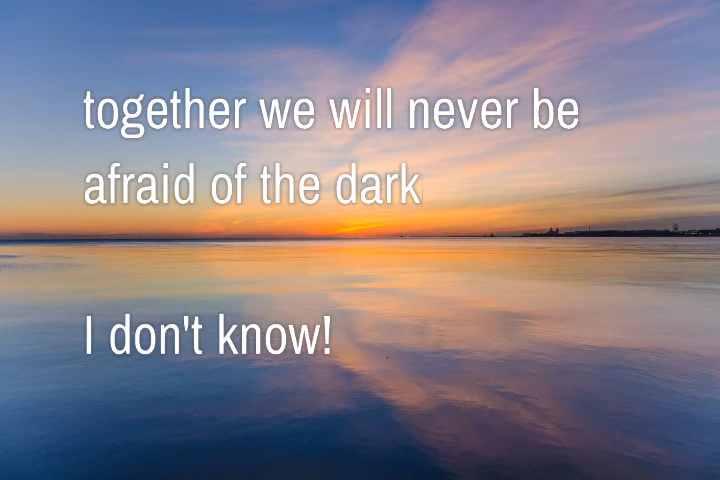 together we will never be
afraid of the dark
I don't know!